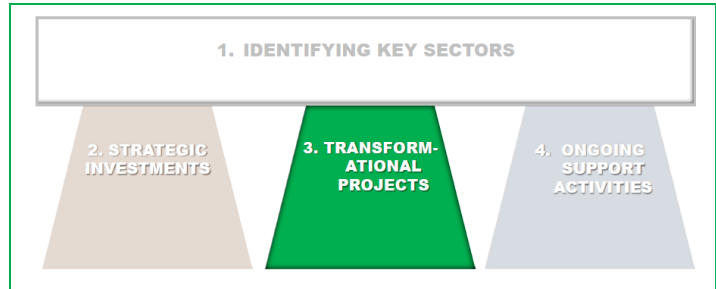 1. IDENTIFYING KEY SECTORS
2. STRATEGIC
INVESTMENTS
3. TRANSFORM-
ATIONAL
PROJECTS
4. ONGOING
SUPPORT
ACTIVITIES